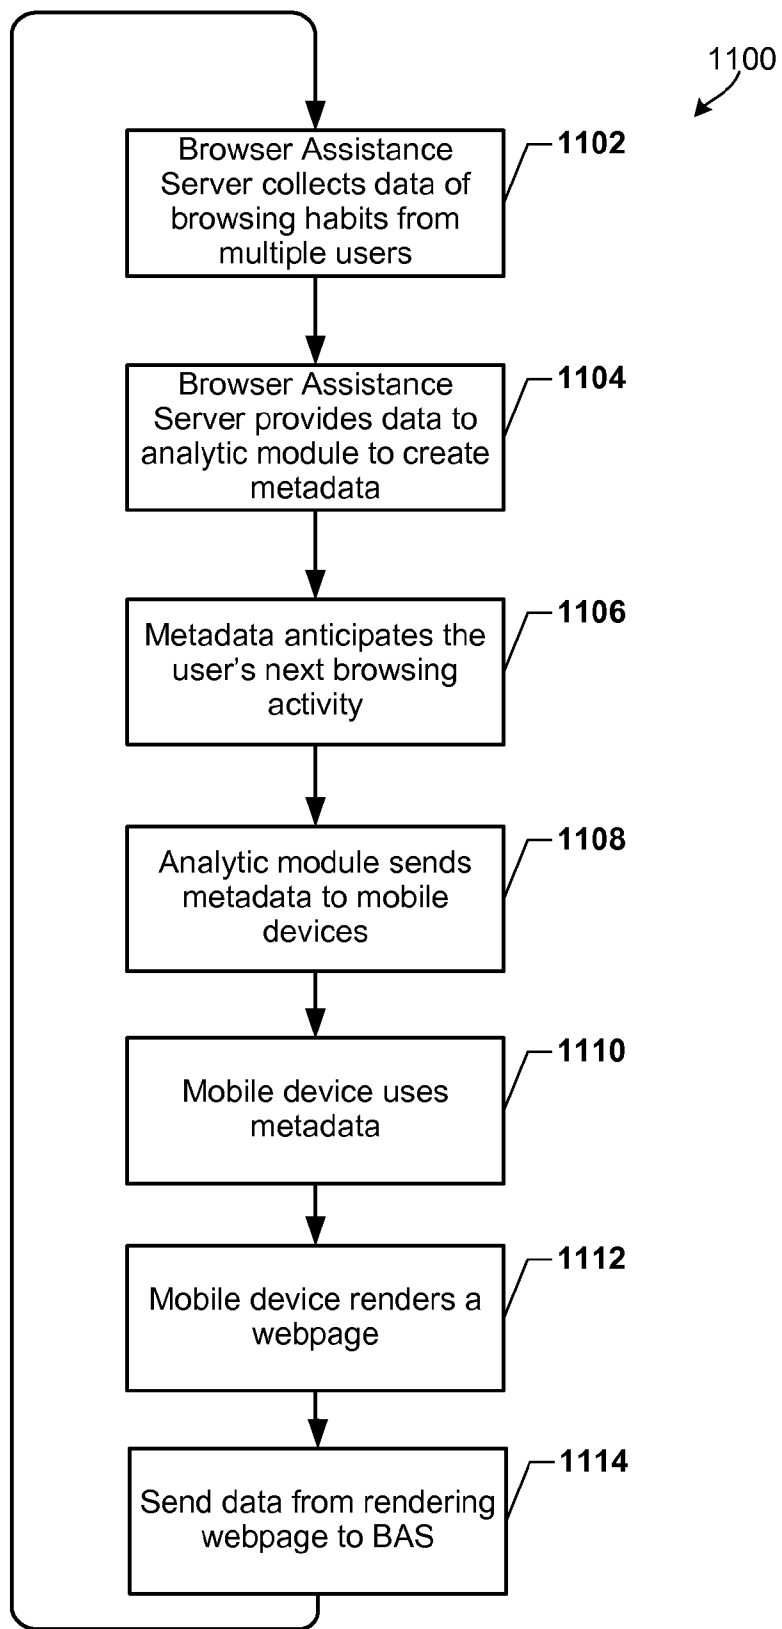 1100
Browser Assistance
Server collects data of
browsing habits from
multiple users
1102
Browser Assistance
Server provides data to
analytic module to create
metadata
1104
Metadata anticipates the
user's next browsing
activity
1106
Analytic module sends
metadata to mobile
devices
1108
Mobile device uses
metadata
1110
Mobile device renders a
webpage
1112
Send data from rendering
webpage to BAS
1114